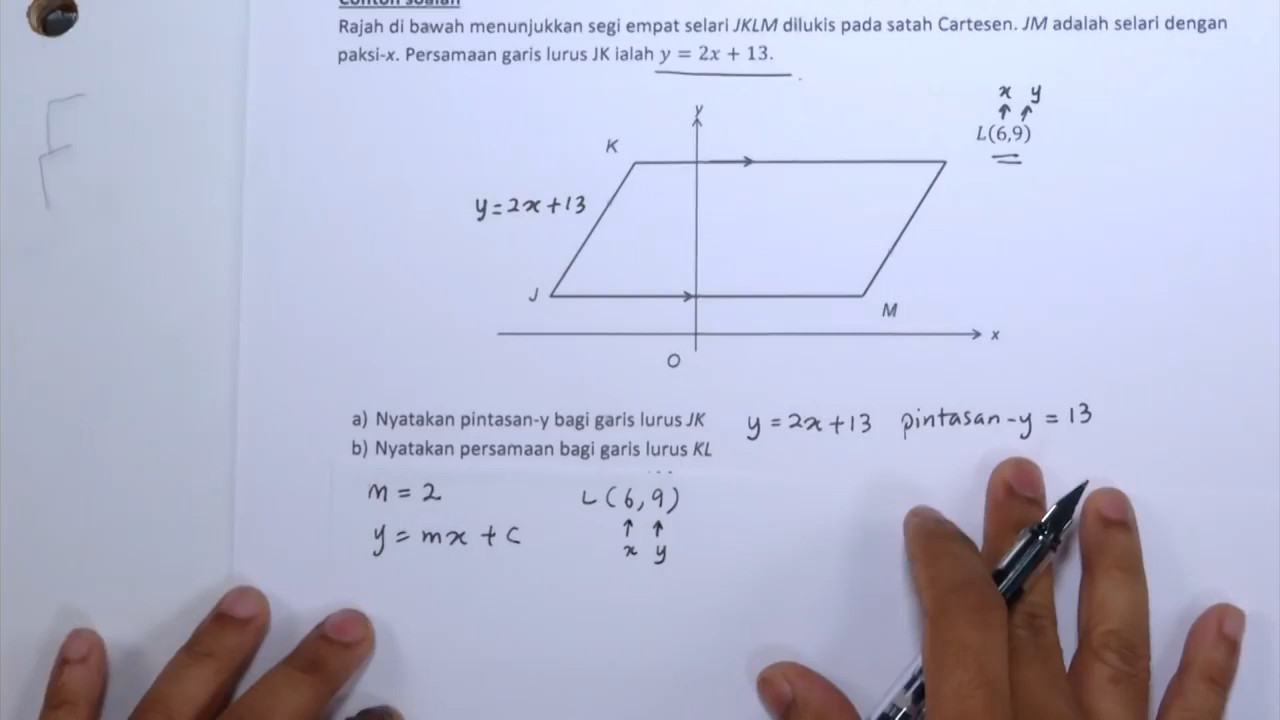 Contoh soalan
Rajah di bawah menunjukkan segi empat selari JKLM dilukis pada satah Cartesen. JM adalah selari dengan
paksi-x. Persamaan garis lurus JK ialah y = 2x + 13.
x y
L(6,9)
y
K
y = 2x + 13
J
M
x
O
a) Nyatakan pintasan-y bagi garis lurus JK
y = 2x + 13 pintasan-y = 13
b) Nyatakan persamaan bagi garis lurus KL
m = 2
L(6, 9)
y = mx + c
x y